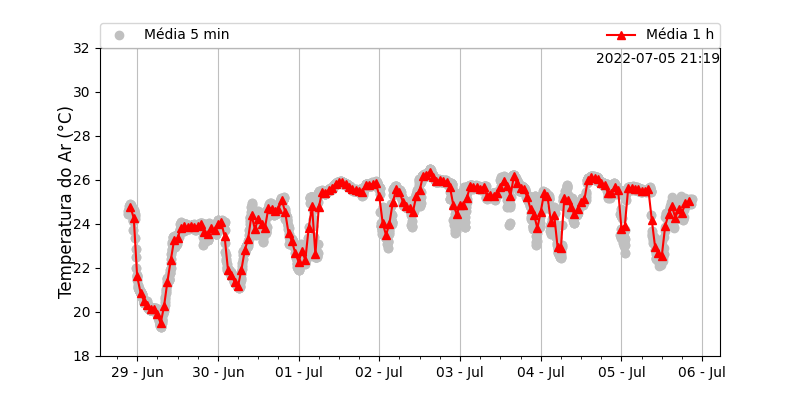 Média 5 min
Média 1 h
2022-07-05 21:19
Temperatura do Ar (°C)
32
30
28
26
24
22
20
18
29 - Jun
30 - Jun
01 - Jul
02 - Jul
03 - Jul
04 - Jul
05 - Jul
06 - Jul